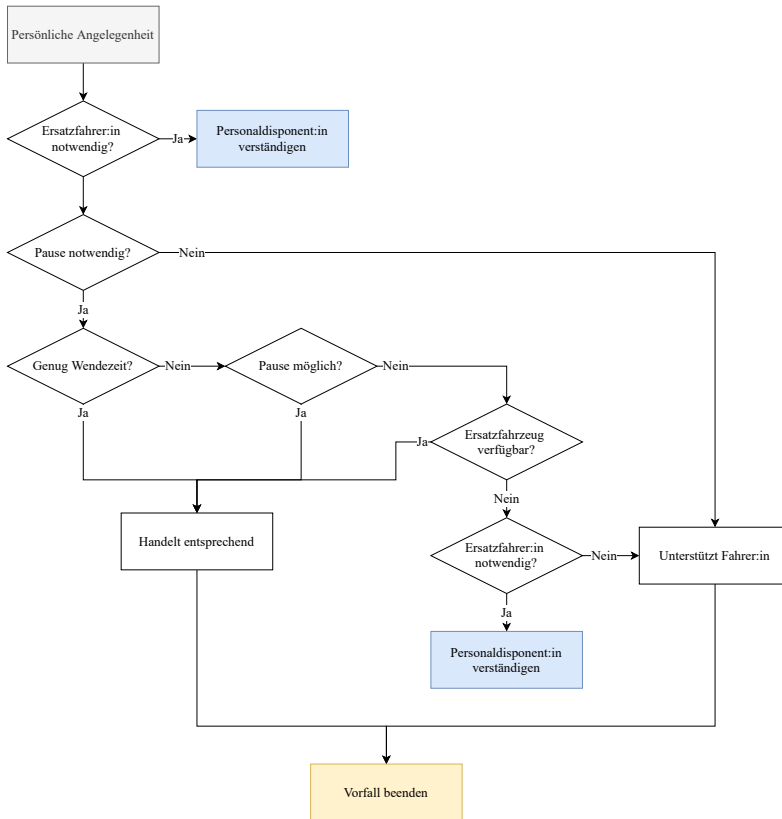 Persönliche Angelegenheit
Ersatzfahrer:in
notwendig?
Ja
Personaldisponent:in
verständigen
Pause notwendig?
Nein
Ja
Genug Wendezeit?
Nein
Pause möglich?
Nein
Ja
Ja
Ja
Ersatzfahrzeug
verfügbar?
Nein
Handelt entsprechend
Ersatzfahrer:in
notwendig?
Nein
Unterstützt Fahrer:in
Ja
Personaldisponent:in
verständigen
Vorfall beenden